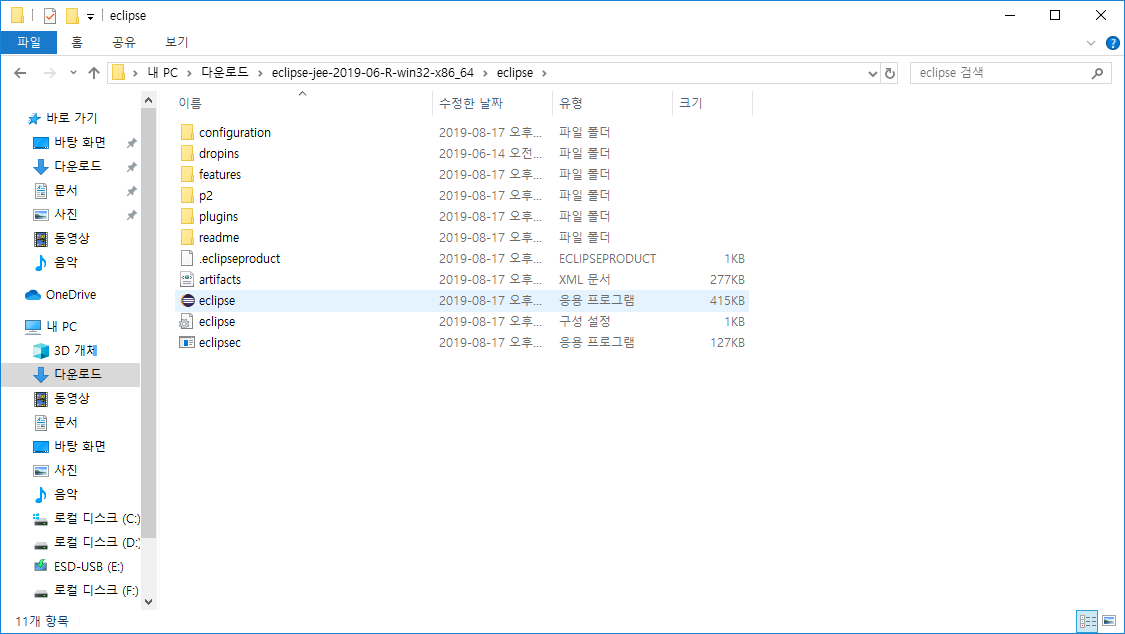 eclipse
파일 홈 공유 보기
내 PC 다운로드 eclipse-jee-2019-06-R-win32-x86_64 eclipse
eclipse 검색
바로 가기
바탕 화면
다운로드
문서
사진
동영상
음악
OneDrive
내 PC
3D 개체
다운로드
동영상
문서
바탕 화면
사진
음악
로컬 디스크 (C:)
로컬 디스크 (D:)
ESD-USB (E:)
로컬 디스크 (F:)
이름 수정한 날짜 유형 크기
configuration 2019-08-17 오후... 파일 폴더
dropins 2019-06-14 오전... 파일 폴더
features 2019-08-17 오후... 파일 폴더
p2 2019-08-17 오후... 파일 폴더
plugins 2019-08-17 오후... 파일 폴더
readme 2019-08-17 오후... 파일 폴더
.eclipseproduct 2019-08-17 오후... ECLIPSEPRODUCT 1KB
artifacts 2019-08-17 오후... XML 문서 277KB
eclipse 2019-08-17 오후... 응용 프로그램 415KB
eclipse 2019-08-17 오후... 구성 설정 1KB
eclipsec 2019-08-17 오후... 응용 프로그램 127KB
11개 항목